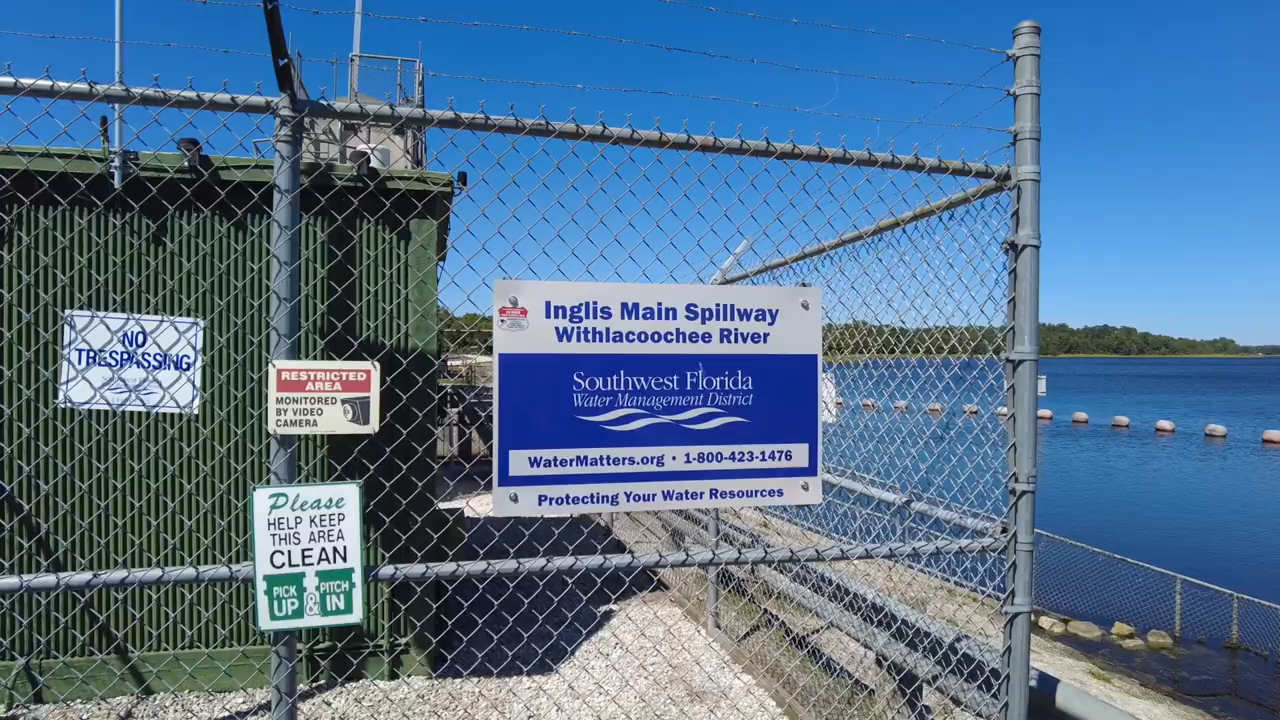 Inglis Main Spillway
Withlacoochee River
Southwest Florida
Water Management District
WaterMatters.org • 1-800-423-1476
Protecting Your Water Resources
NO
TRESPASSING
RESTRICTED
AREA
MONITORED
BY VIDEO
CAMERA
Please
HELP KEEP
THIS AREA
CLEAN
PICK
UP
&
PITCH
IN